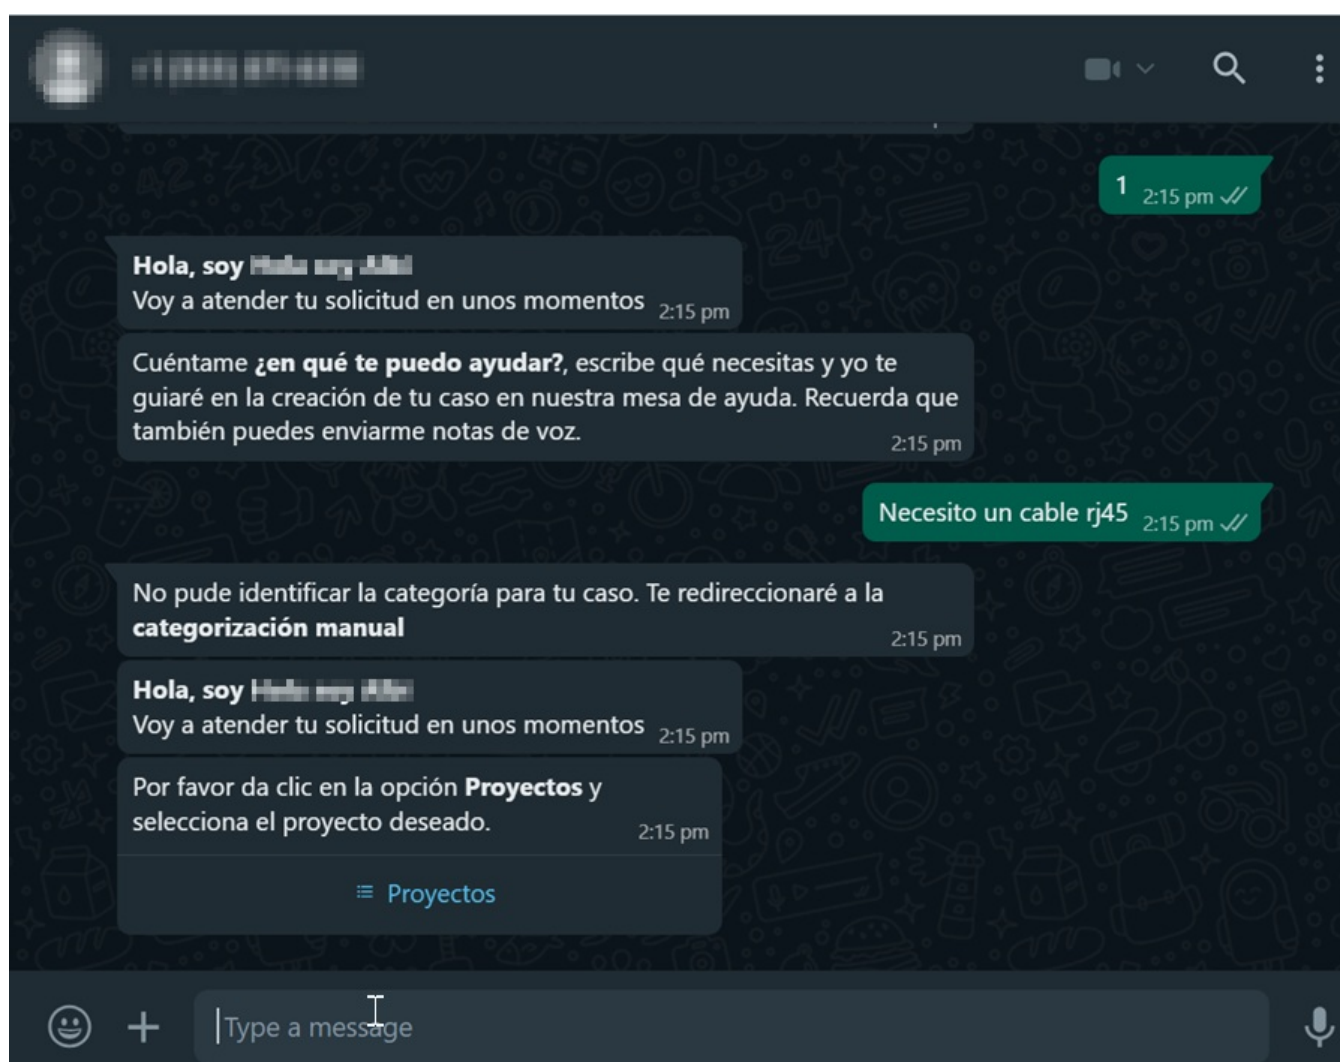 1 2:15 pm
Hola, soy
Voy a atender tu solicitud en unos momentos 2:15 pm
Cuéntame ¿en qué te puedo ayudar?, escribe qué necesitas y yo te
guiaré en la creación de tu caso en nuestra mesa de ayuda. Recuerda que
también puedes enviarme notas de voz. 2:15 pm
Necesito un cable rj45 2:15 pm
No pude identificar la categoría para tu caso. Te redireccionaré a la
categorización manual 2:15 pm
Hola, soy
Voy a atender tu solicitud en unos momentos 2:15 pm
Por favor da clic en la opción Proyectos y
selecciona el proyecto deseado. 2:15 pm
Proyectos
Type a message